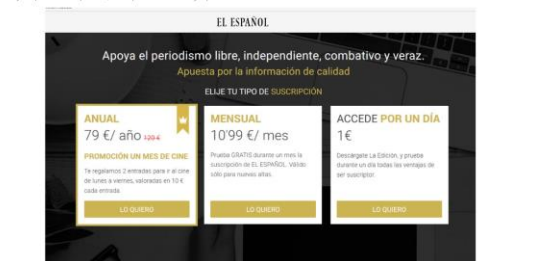 EL ESPAÑOL
Apoya el periodismo libre, independiente, combativo y veraz.
Apuesta por la información de calidad
ELIJE TU TIPO DE SUSCRIPCIÓN
ANUAL
79 €/ año
PROMOCIÓN UN MES DE CINE
Te regalamos 2 entradas para ir al cine
de lunes a viernes, valoradas en 10 €
cada entrada.
LO QUIERO
MENSUAL
10'99 €/ mes
Prueba GRATIS durante un mes la
suscripción de EL ESPAÑOL. Válido
sólo para nuevas altas.
LO QUIERO
ACCEDE POR UN DÍA
1€
Descárgate La Edición, y prueba
durante un día todas las ventajas de
ser suscriptor.
LO QUIERO